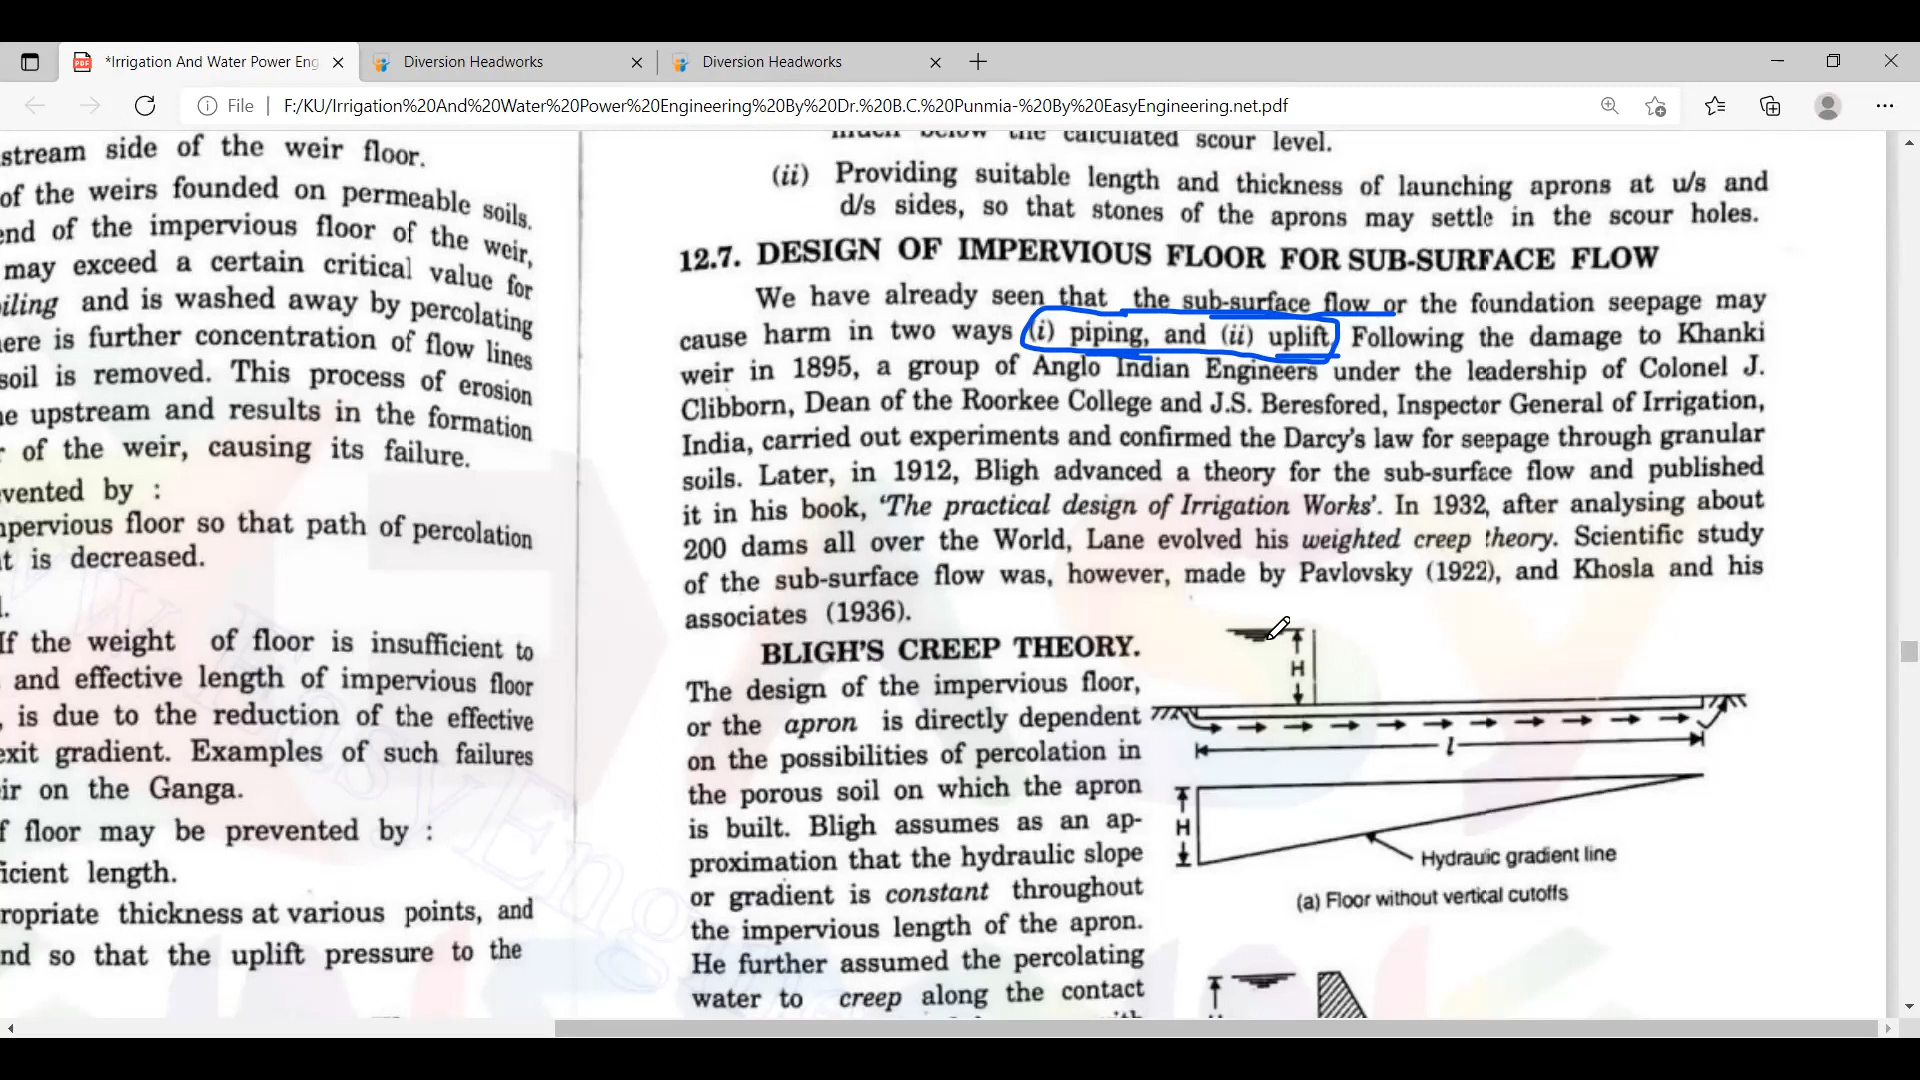 *Irrigation And Water Power Eng
Diversion Headworks
Diversion Headworks
File
F:/KU/Irrigation%20And%20Water%20Power%20Engineering%20By%20Dr.%20B.C.%20Punmia-%20By%20EasyEngineering.net.pdf
stream side of the weir floor.
of the weirs founded on permeable soils.
end of the impervious floor of the weir,
may exceed a certain critical value for
iling and is washed away by percolating
ere is further concentration of flow lines
soil is removed. This process of erosion
e upstream and results in the formation
of the weir, causing its failure.
vented by :
pervious floor so that path of percolation
t is decreased.
If the weight of floor is insufficient to
and effective length of impervious floor
, is due to the reduction of the effective
exit gradient. Examples of such failures
ir on the Ganga.
f floor may be prevented by :
ficient length.
ropriate thickness at various points, and
nd so that the uplift pressure to the
much below the calculated scour level.
(ii) Providing suitable length and thickness of launching aprons at u/s and
d/s sides, so that stones of the aprons may settle in the scour holes.
12.7. DESIGN OF IMPERVIOUS FLOOR FOR SUB-SURFACE FLOW
We have already seen that the sub-surface flow or the foundation seepage may
cause harm in two ways (i) piping, and (ii) uplift. Following the damage to Khanki
weir in 1895, a group of Anglo Indian Engineers under the leadership of Colonel J.
Clibborn, Dean of the Roorkee College and J.S. Beresfored, Inspector General of Irrigation,
India, carried out experiments and confirmed the Darcy's law for seepage through granular
soils. Later, in 1912, Bligh advanced a theory for the sub-surface flow and published
it in his book, 'The practical design of Irrigation Works'. In 1932, after analysing about
200 dams all over the World, Lane evolved his weighted creep theory. Scientific study
of the sub-surface flow was, however, made by Pavlovsky (1922), and Khosla and his
associates (1936).
BLIGH'S CREEP THEORY.
The design of the impervious floor,
or the apron is directly dependent
on the possibilities of percolation in
the porous soil on which the apron
is built. Bligh assumes as an ap-
proximation that the hydraulic slope
or gradient is constant throughout
the impervious length of the apron.
He further assumed the percolating
water to creep along the contact
H
l
H
Hydraulic gradient line
(a) Floor without vertical cutoffs